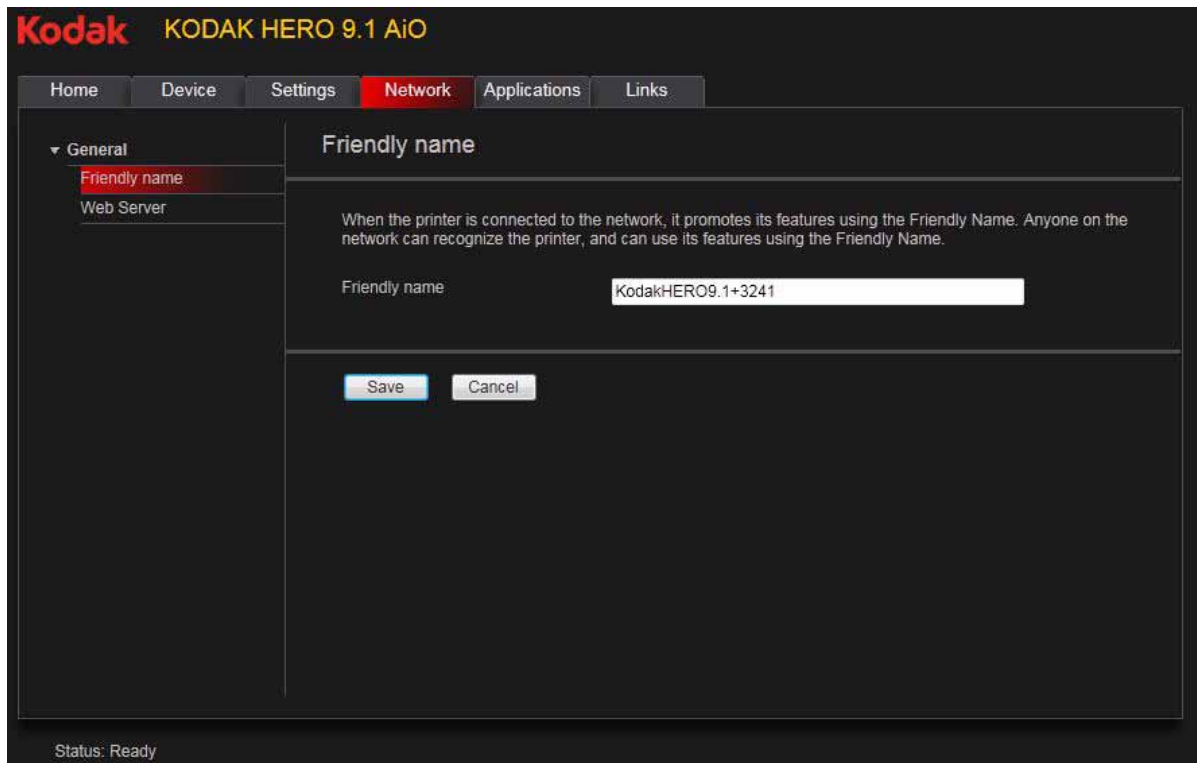 Kodak KODAK HERO 9.1 AiO
Home Device Settings Network Applications Links
General
Friendly name
Web Server
Friendly name
When the printer is connected to the network, it promotes its features using the Friendly Name. Anyone on the
network can recognize the printer, and can use its features using the Friendly Name.
Friendly name KodakHERO9.1+3241
Save Cancel
Status: Ready